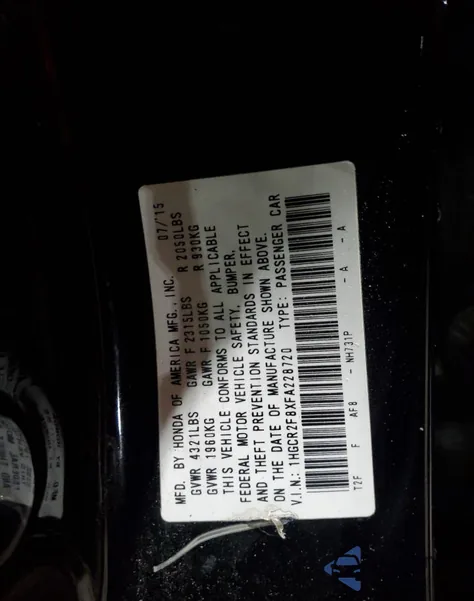 MFD. BY HONDA OF AMERICA MFG., INC. 07/15
GVWR 4321LBS GAWR F 2315LBS R 2050LBS
GVWR 1960KG GAWR F 1050KG R 930KG
THIS VEHICLE CONFORMS TO ALL APPLICABLE
FEDERAL MOTOR VEHICLE SAFETY, BUMPER,
AND THEFT PREVENTION STANDARDS IN EFFECT
ON THE DATE OF MANUFACTURE SHOWN ABOVE.
V.I.N.: 1HGCR2F8XFA228720 TYPE: PASSENGER CAR
T2F F AF8 - NH731P - A - A